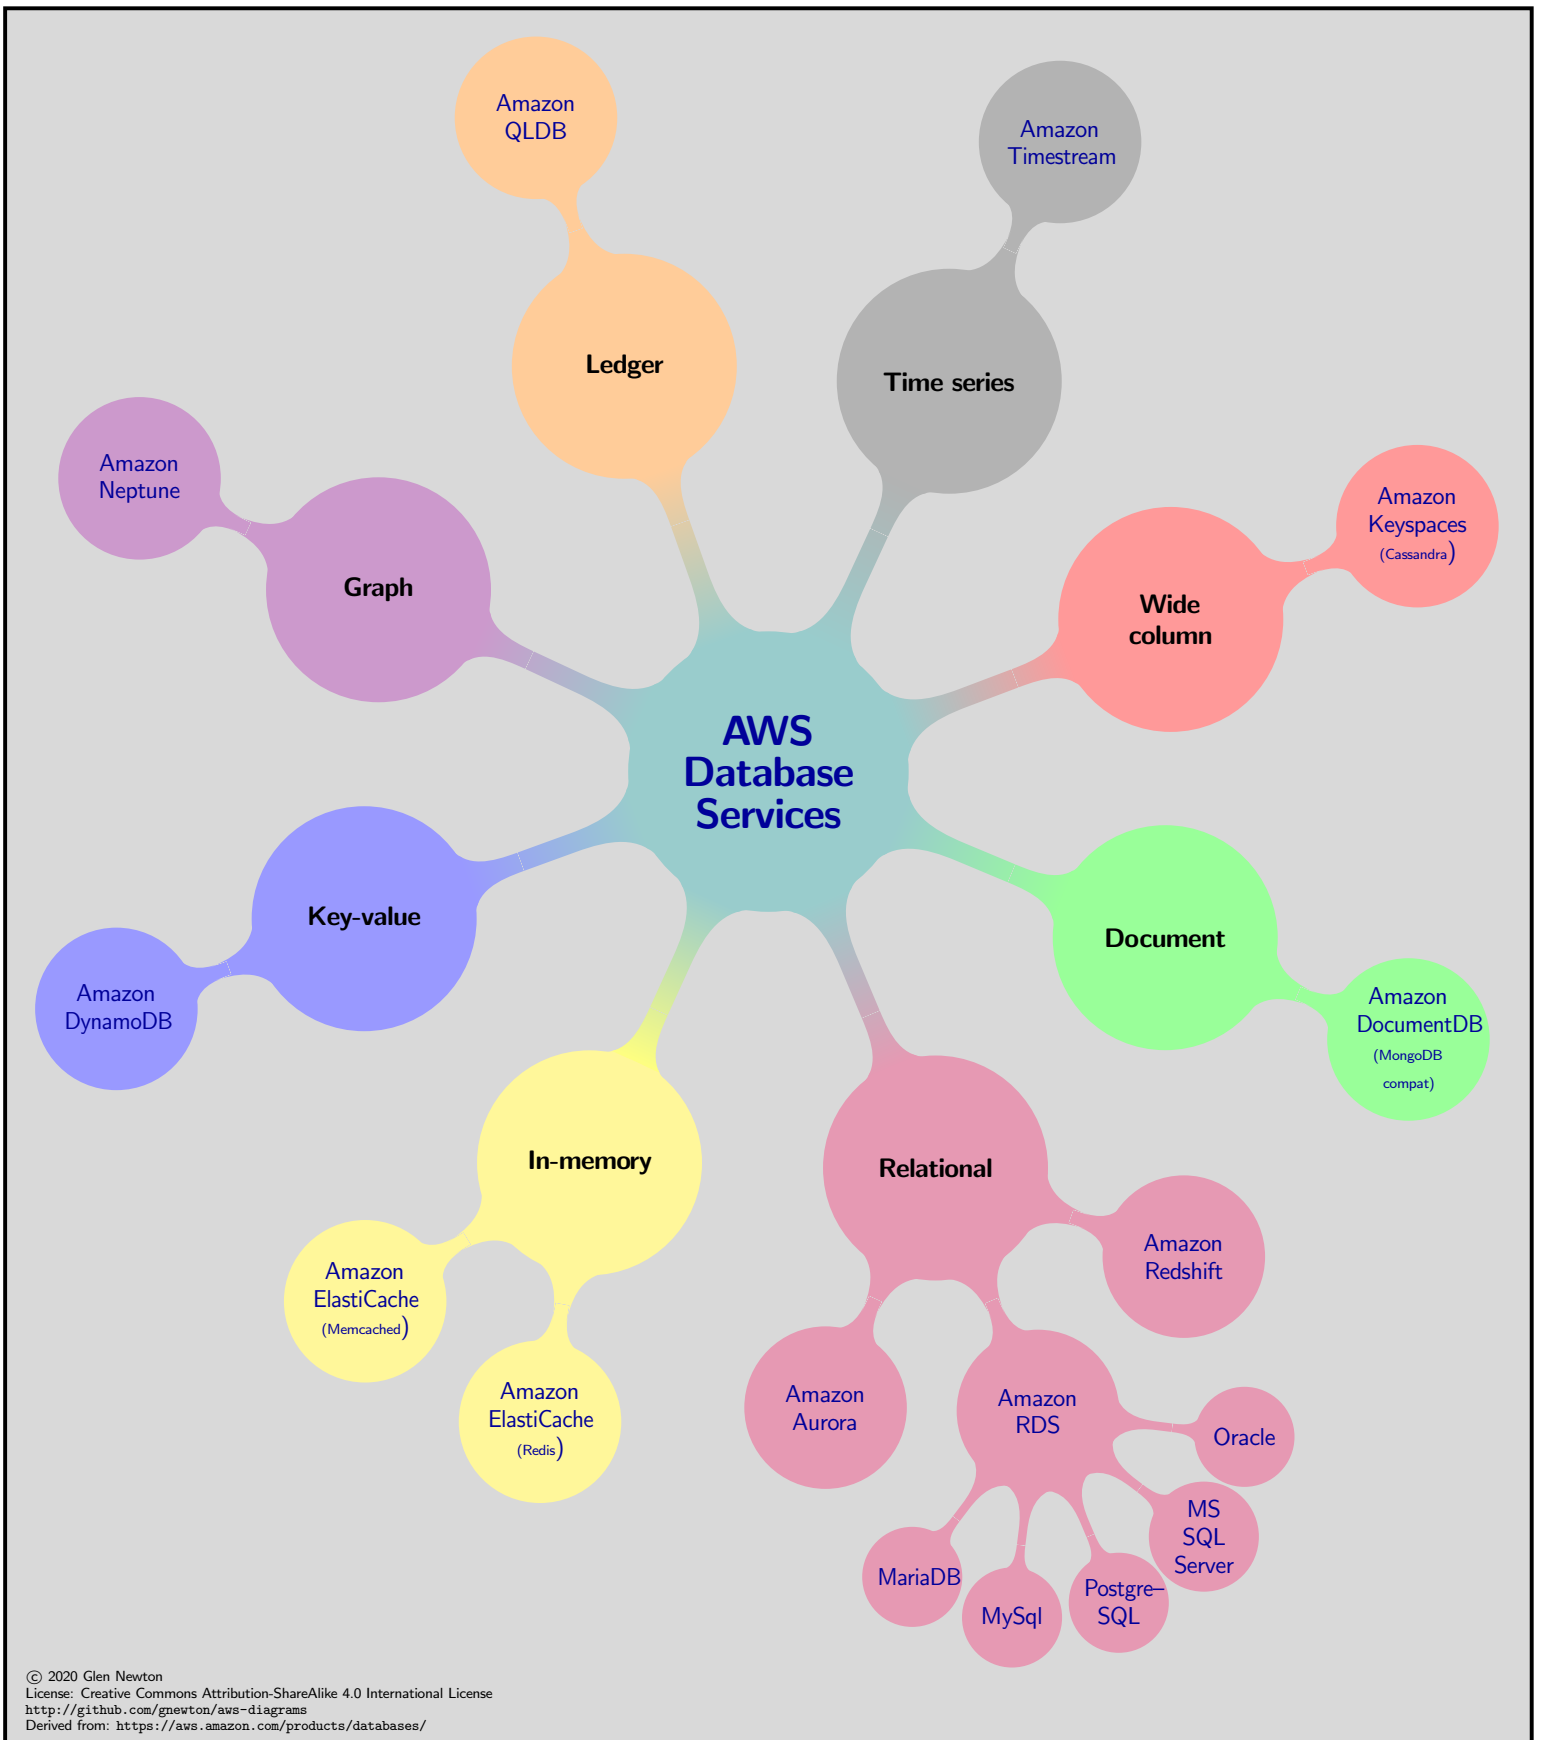 Amazon
QLDB
Amazon
Timestream
Ledger
Time series
Amazon
Neptune
Graph
Amazon
Keyspaces
(Cassandra)
Wide
column
AWS
Database
Services
Key-value
Amazon
DynamoDB
Document
Amazon
DocumentDB
(MongoDB
compat)
In-memory
Amazon
ElastiCache
(Memcached)
Amazon
ElastiCache
(Redis)
Relational
Amazon
Redshift
Amazon
Aurora
Amazon
RDS
Oracle
MS
SQL
Server
Postgre–
SQL
MySql
MariaDB
© 2020 Glen Newton
License: Creative Commons Attribution-ShareAlike 4.0 International License
http://github.com/gnewton/aws-diagrams
Derived from: https://aws.amazon.com/products/databases/